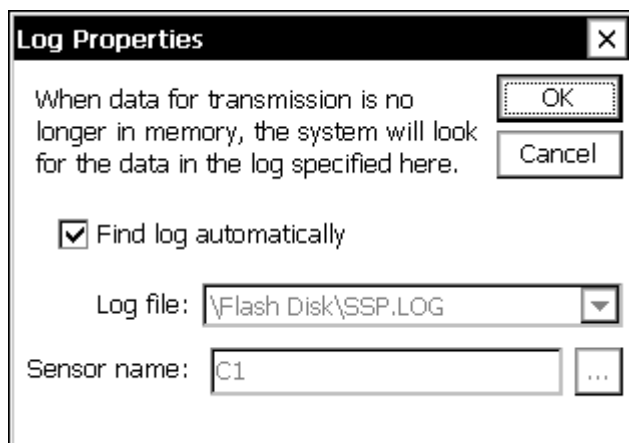 Log Properties
When data for transmission is no
longer in memory, the system will look
for the data in the log specified here.
OK
Cancel
Find log automatically
Log file: \Flash Disk\SSP.LOG
Sensor name: C1 ...